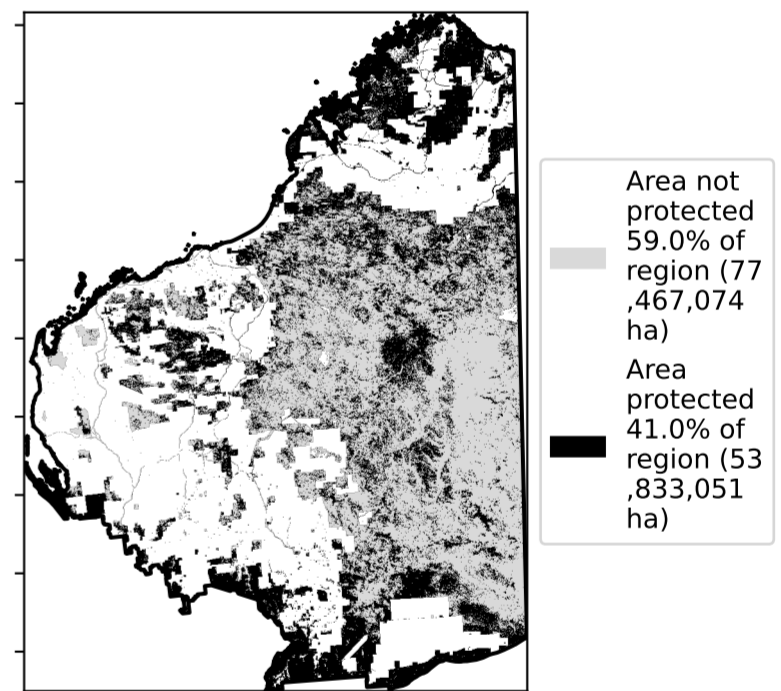 Area not
protected
59.0% of
region (77
,467,074
ha)
Area
protected
41.0% of
region (53
,833,051
ha)